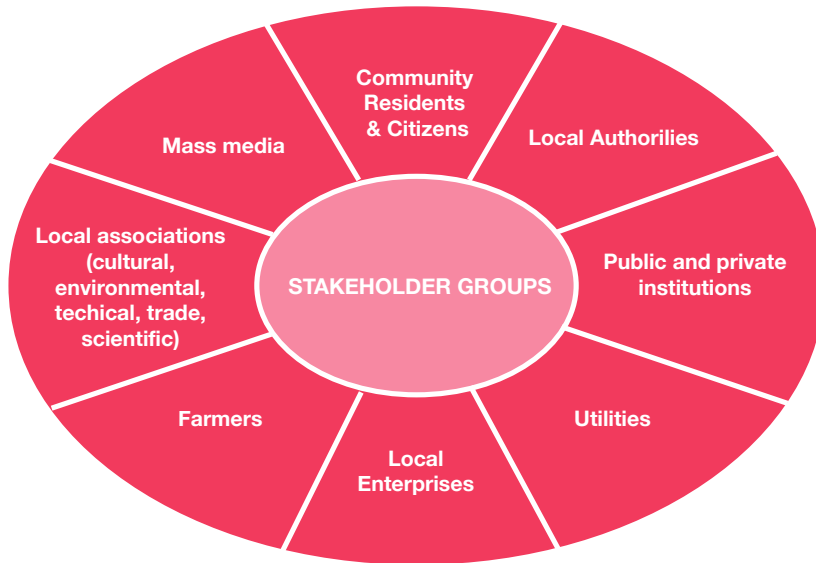 Community
Residents
& Citizens
Local Authorilies
Public and private
institutions
Utilities
Local
Enterprises
Farmers
Local associations
(cultural,
environmental,
techical, trade,
scientific)
Mass media
STAKEHOLDER GROUPS